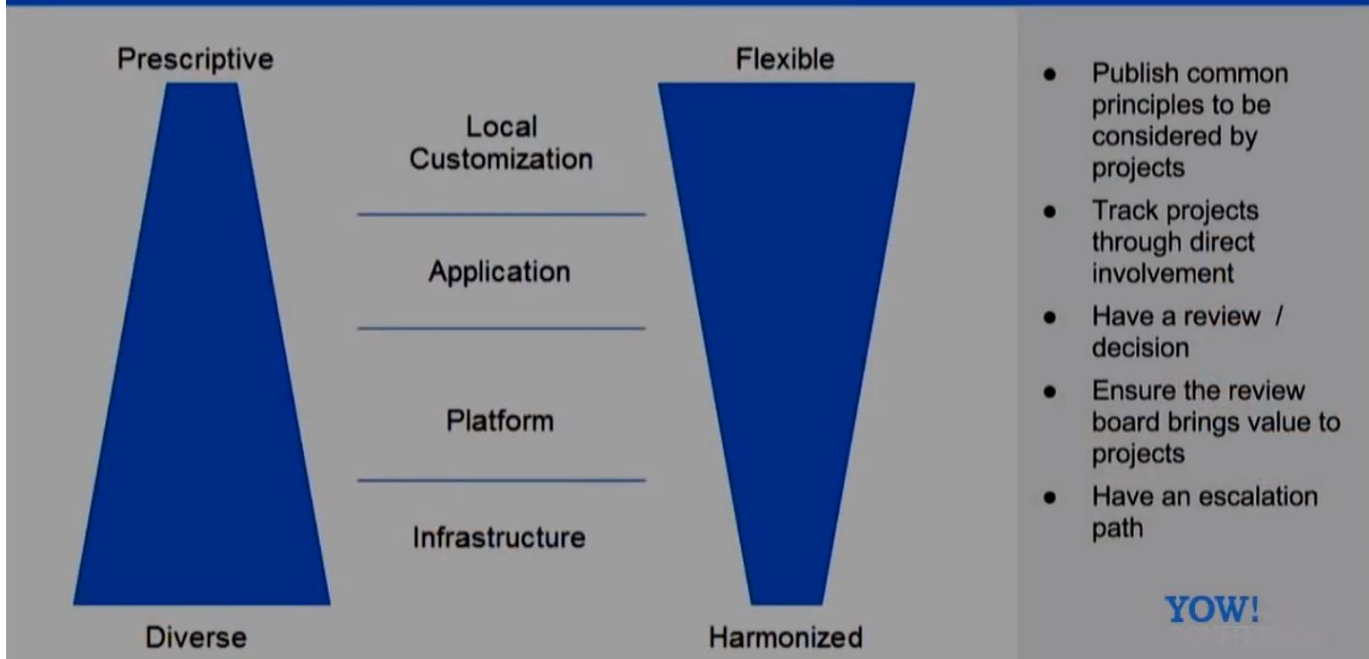 Prescriptive
Diverse
Local
Customization
Application
Platform
Infrastructure
Flexible
Harmonized
● Publish common
principles to be
considered by
projects
● Track projects
through direct
involvement
● Have a review /
decision
● Ensure the review
board brings value to
projects
● Have an escalation
path
YOW!